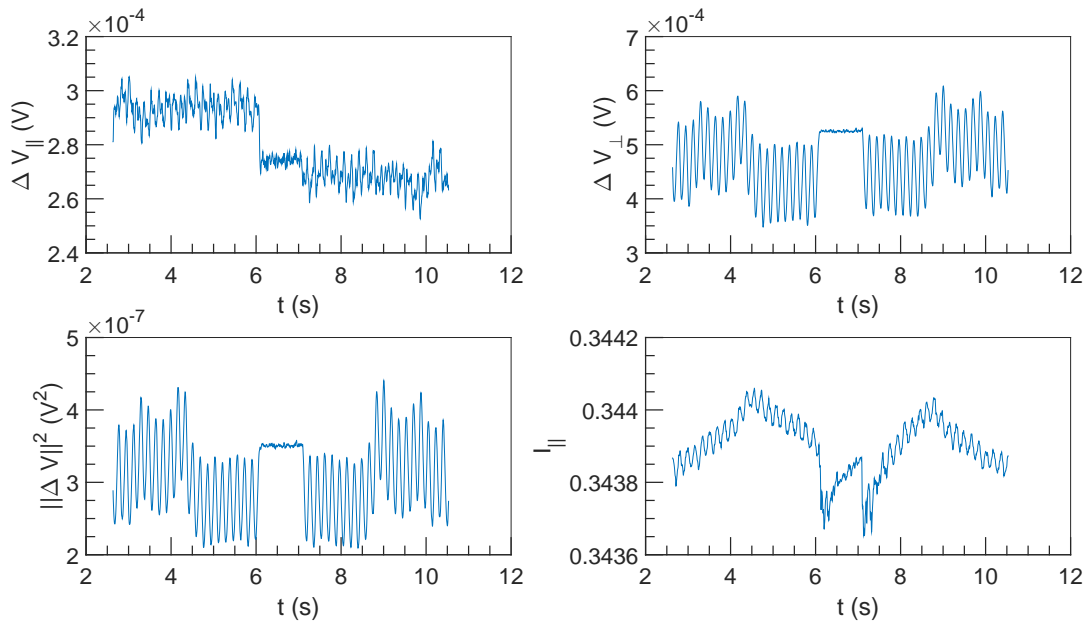 ×10⁻⁴
3.2
3
2.8
2.6
2.4
2 4 6 8 10 12
t (s)
Δ V∥ (V)
×10⁻⁴
7
6
5
4
3
2 4 6 8 10 12
t (s)
Δ V⊥ (V)
×10⁻⁷
5
4
3
2
2 4 6 8 10 12
t (s)
||Δ V||² (V²)
0.3442
0.344
0.3438
0.3436
2 4 6 8 10 12
t (s)
I∥